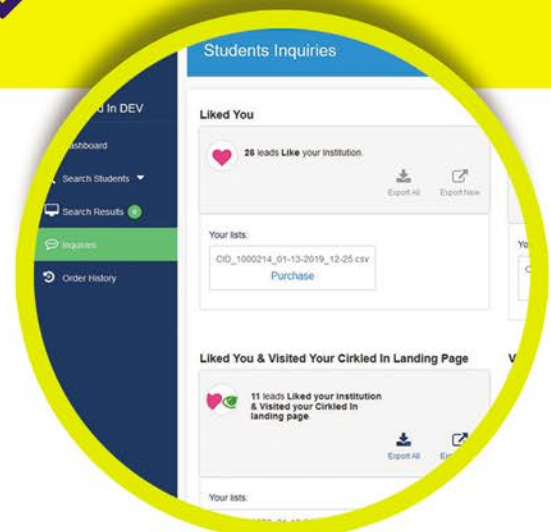 Students Inquiries
d In DEV
Dashboard
Search Students
Search Results
Inquiries
Order History
Liked You
26 leads Like your Institution.
Export All
Export New
Your lists:
CID_1000214_01-13-2019_12-25.csv
Purchase
Liked You & Visited Your Cirkled In Landing Page
11 leads Liked your Institution
& Visited your Cirkled In
landing page.
Export All
Your lists: